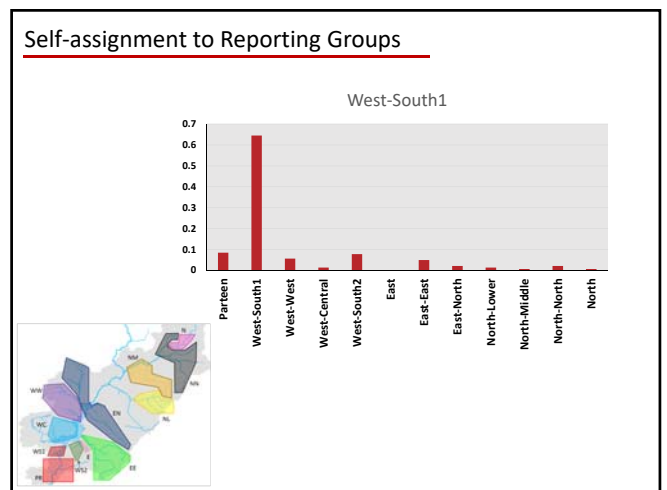 Self-assignment to Reporting Groups
West-South1
0.7
0.6
0.5
0.4
0.3
0.2
0.1
0
Parteen
West-South1
West-West
West-Central
West-South2
East
East-East
East-North
North-Lower
North-Middle
North-North
North
N
NM
NN
WW
EN
NL
WC
WS1
E
WS2
EE
PR